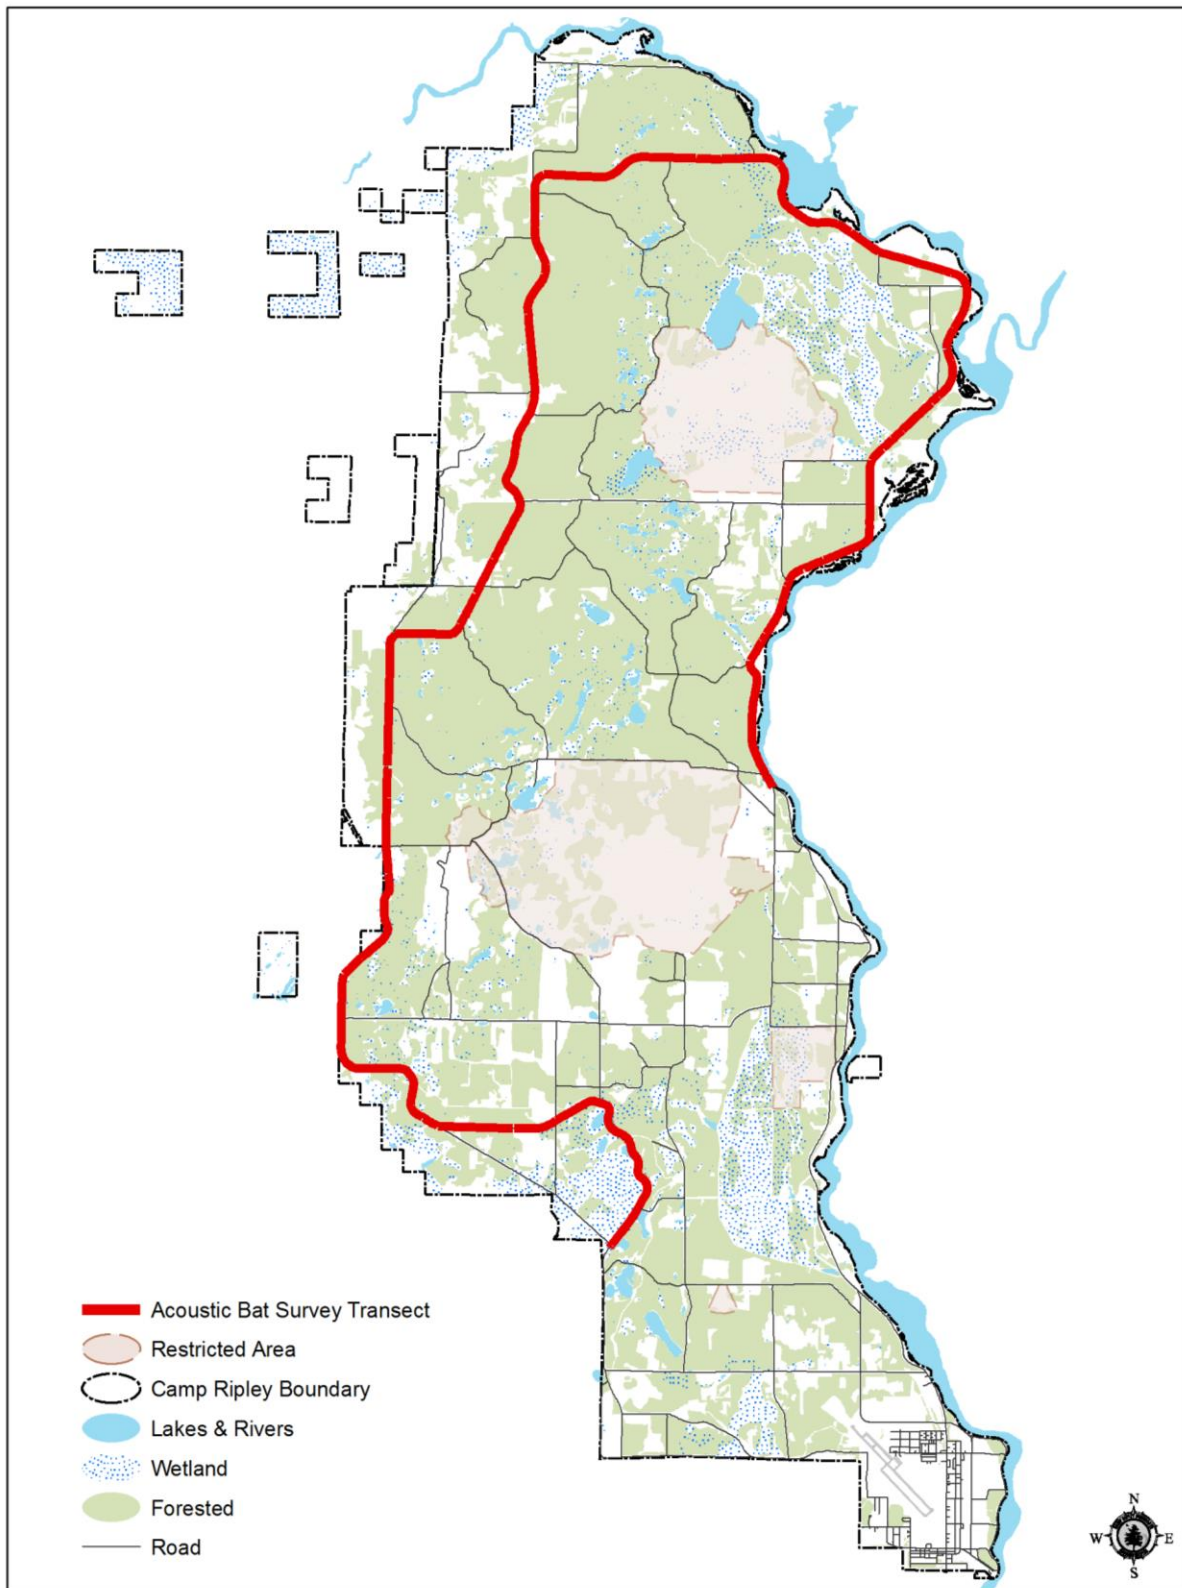 Acoustic Bat Survey Transect
Restricted Area
Camp Ripley Boundary
Lakes & Rivers
Wetland
Forested
Road
N
W E
S